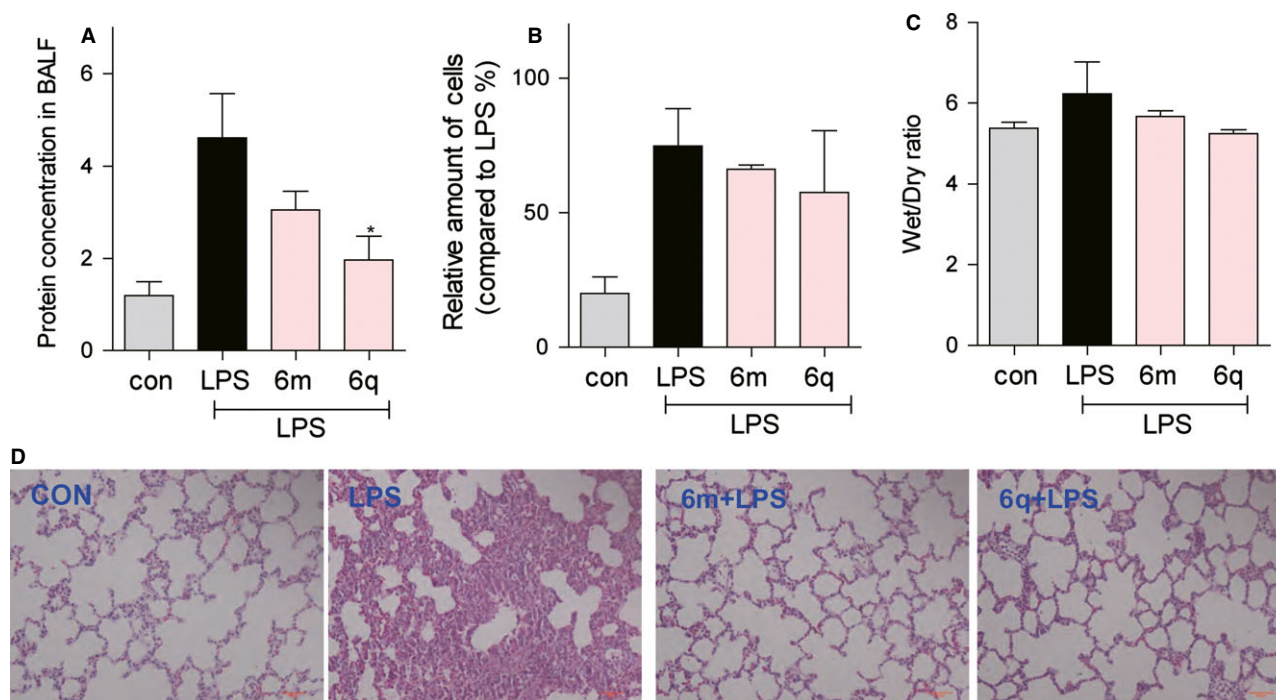 A
Protein concentration in BALF
6
4
2
0
con LPS 6m 6q
*
LPS
B
Relative amount of cells
(compared to LPS %)
100
50
0
con LPS 6m 6q
LPS
C
Wet/Dry ratio
8
6
4
2
0
con LPS 6m 6q
LPS
D
CON
LPS
6m+LPS
6q+LPS